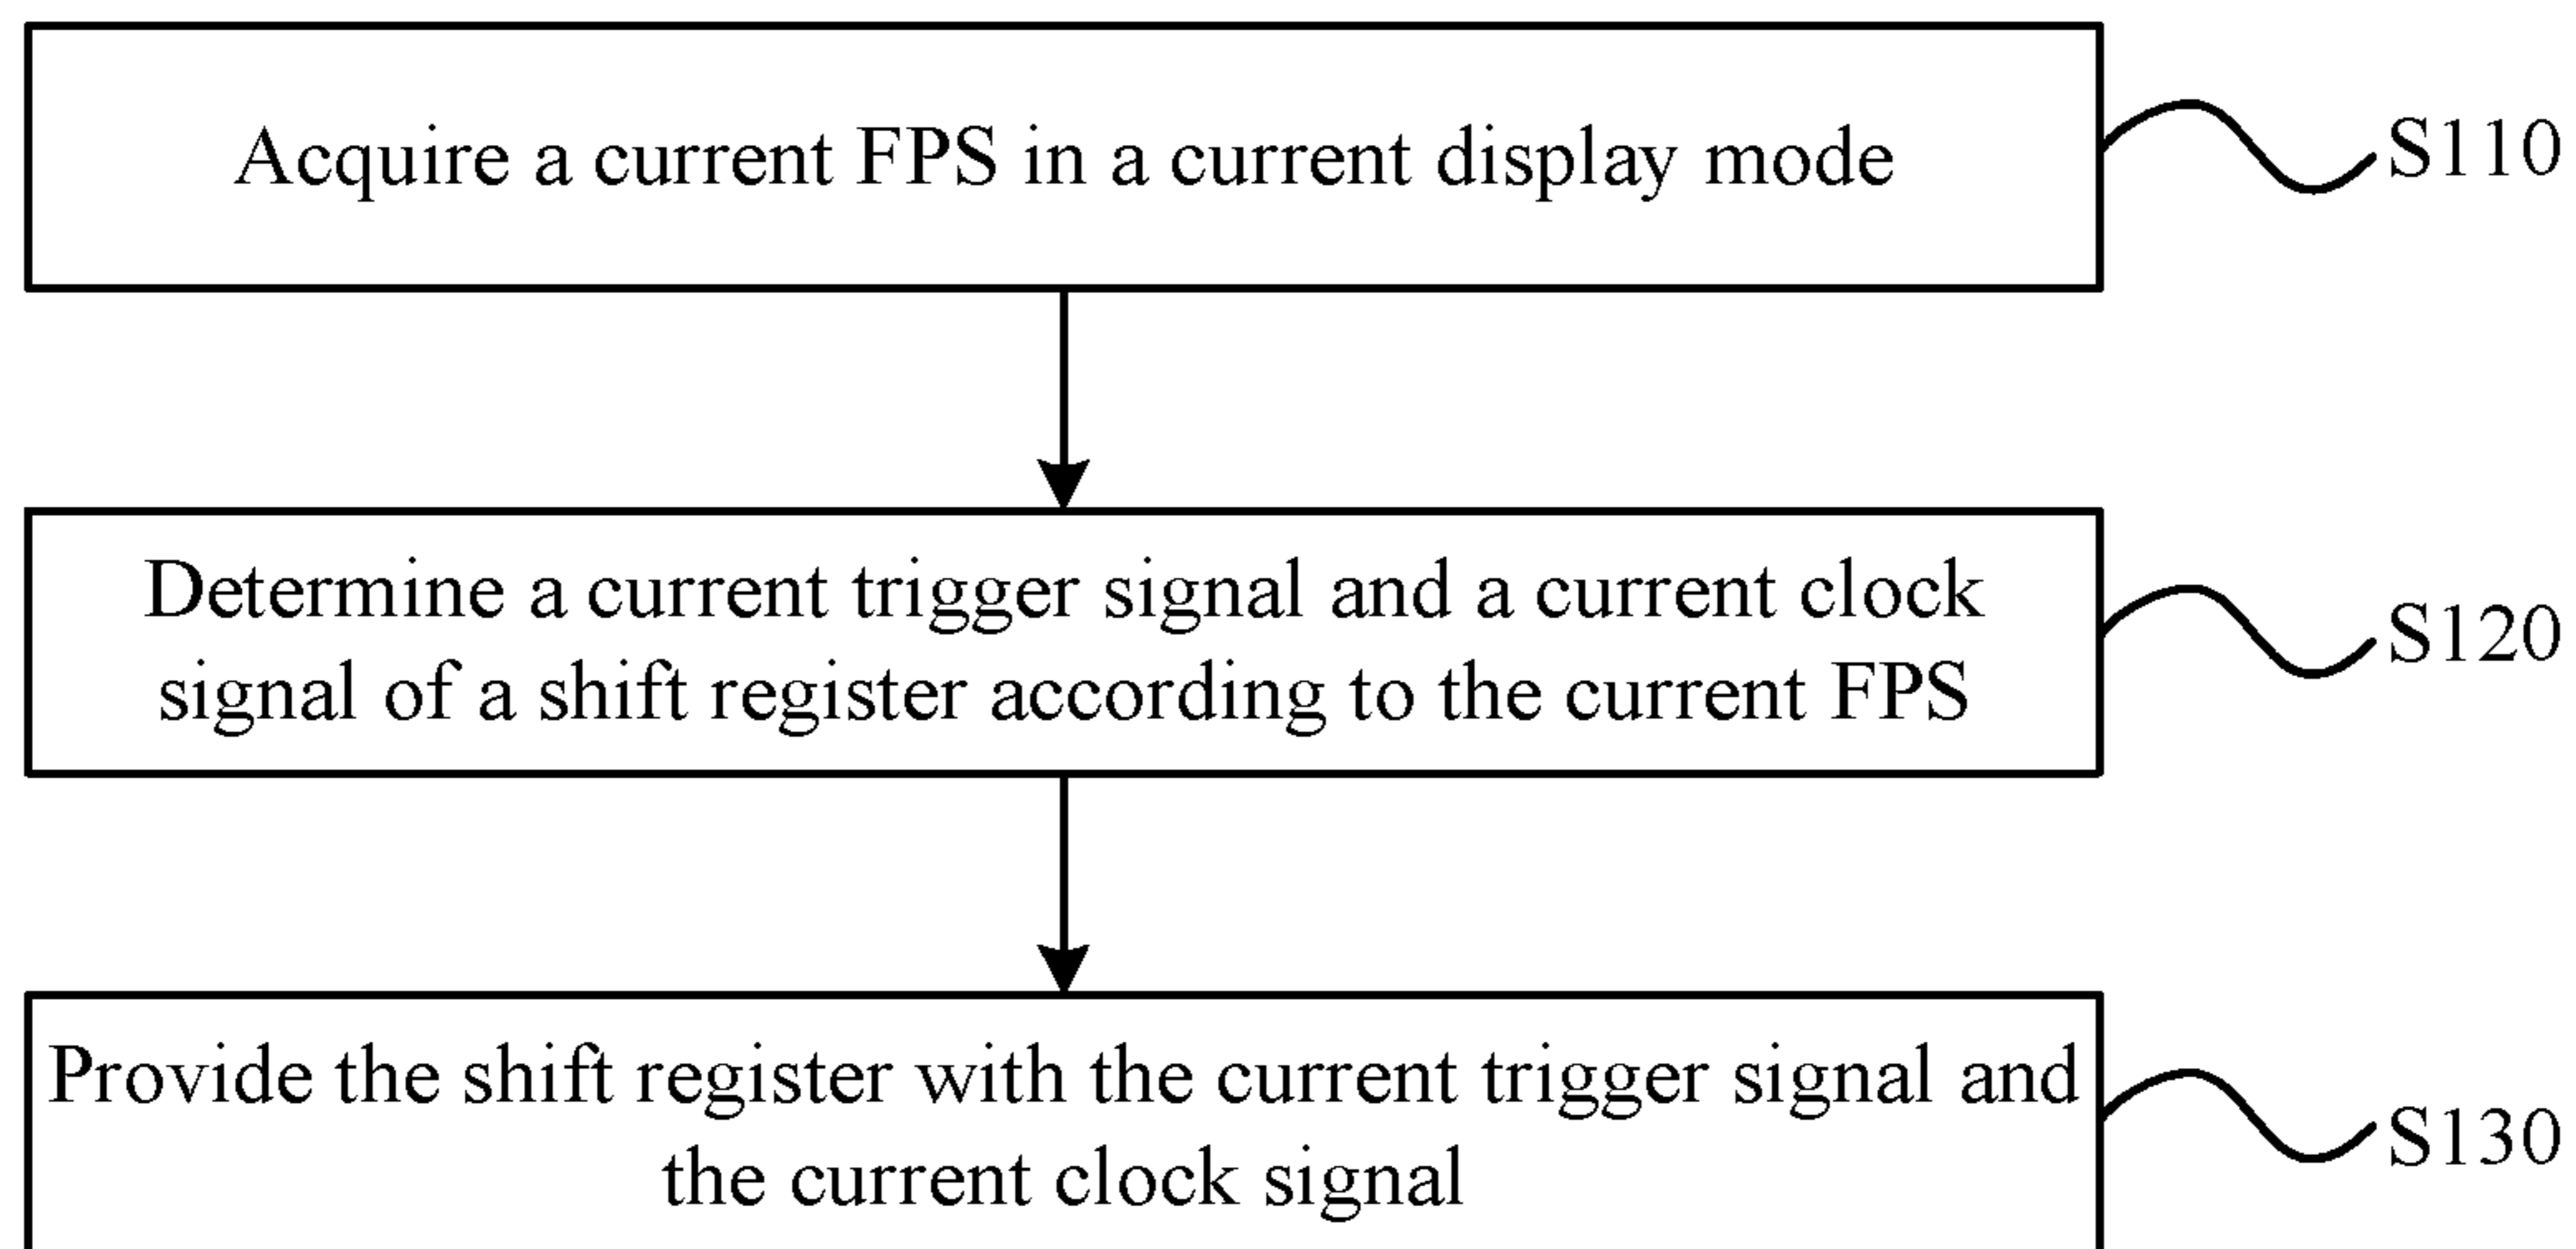 Acquire a current FPS in a current display mode
S110
Determine a current trigger signal and a current clock
signal of a shift register according to the current FPS
S120
Provide the shift register with the current trigger signal and
the current clock signal
S130